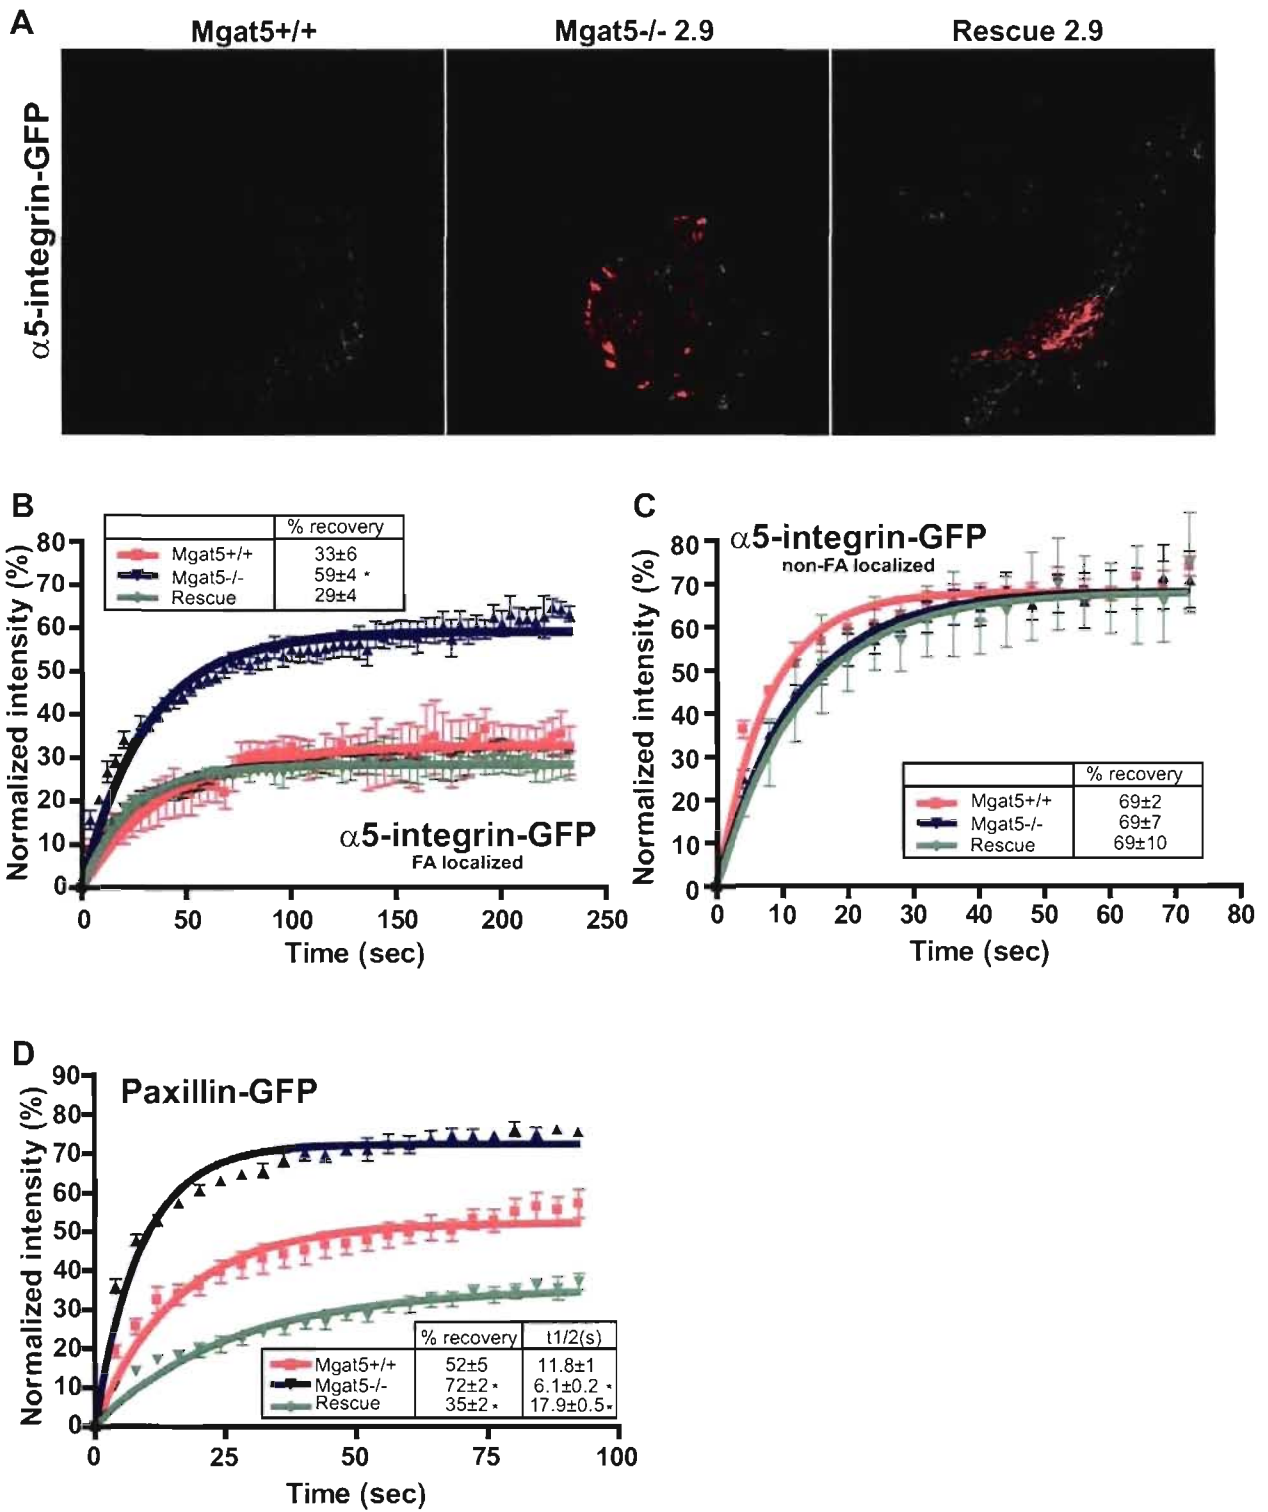 A
Mgat5+/+ Mgat5-/- 2.9 Rescue 2.9
α5-integrin-GFP
B
% recovery
Mgat5+/+ 33±6
Mgat5-/- 59±4 *
Rescue 29±4
Normalized intensity (%)
80
70
60
50
40
30
20
10
0
α5-integrin-GFP
FA localized
0 50 100 150 200 250
Time (sec)
C
α5-integrin-GFP
non-FA localized
Normalized intensity (%)
80
70
60
50
40
30
20
10
0
% recovery
Mgat5+/+ 69±2
Mgat5-/- 69±7
Rescue 69±10
0 10 20 30 40 50 60 70 80
Time (sec)
D
Paxillin-GFP
Normalized intensity (%)
90
80
70
60
50
40
30
20
10
0
% recovery t1/2(s)
Mgat5+/+ 52±5 11.8±1
Mgat5-/- 72±2 * 6.1±0.2 *
Rescue 35±2 * 17.9±0.5 *
0 25 50 75 100
Time (sec)